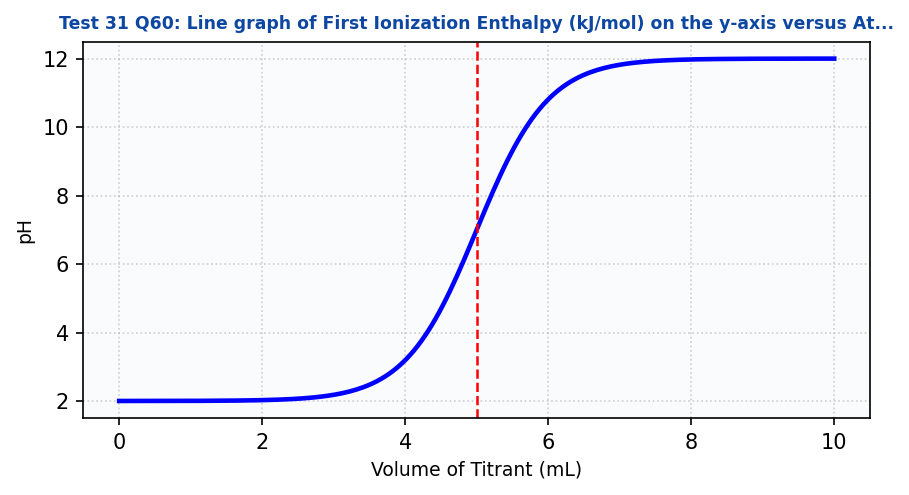 Test 31 Q60: Line graph of First Ionization Enthalpy (kJ/mol) on the y-axis versus At...
12
10
8
6
4
2
pH
0 2 4 6 8 10
Volume of Titrant (mL)